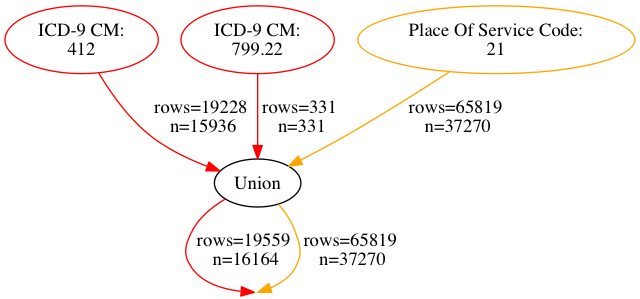 ICD-9 CM:
412
ICD-9 CM:
799.22
Place Of Service Code:
21
rows=19228
n=15936
rows=331
n=331
rows=65819
n=37270
Union
rows=19559
n=16164
rows=65819
n=37270